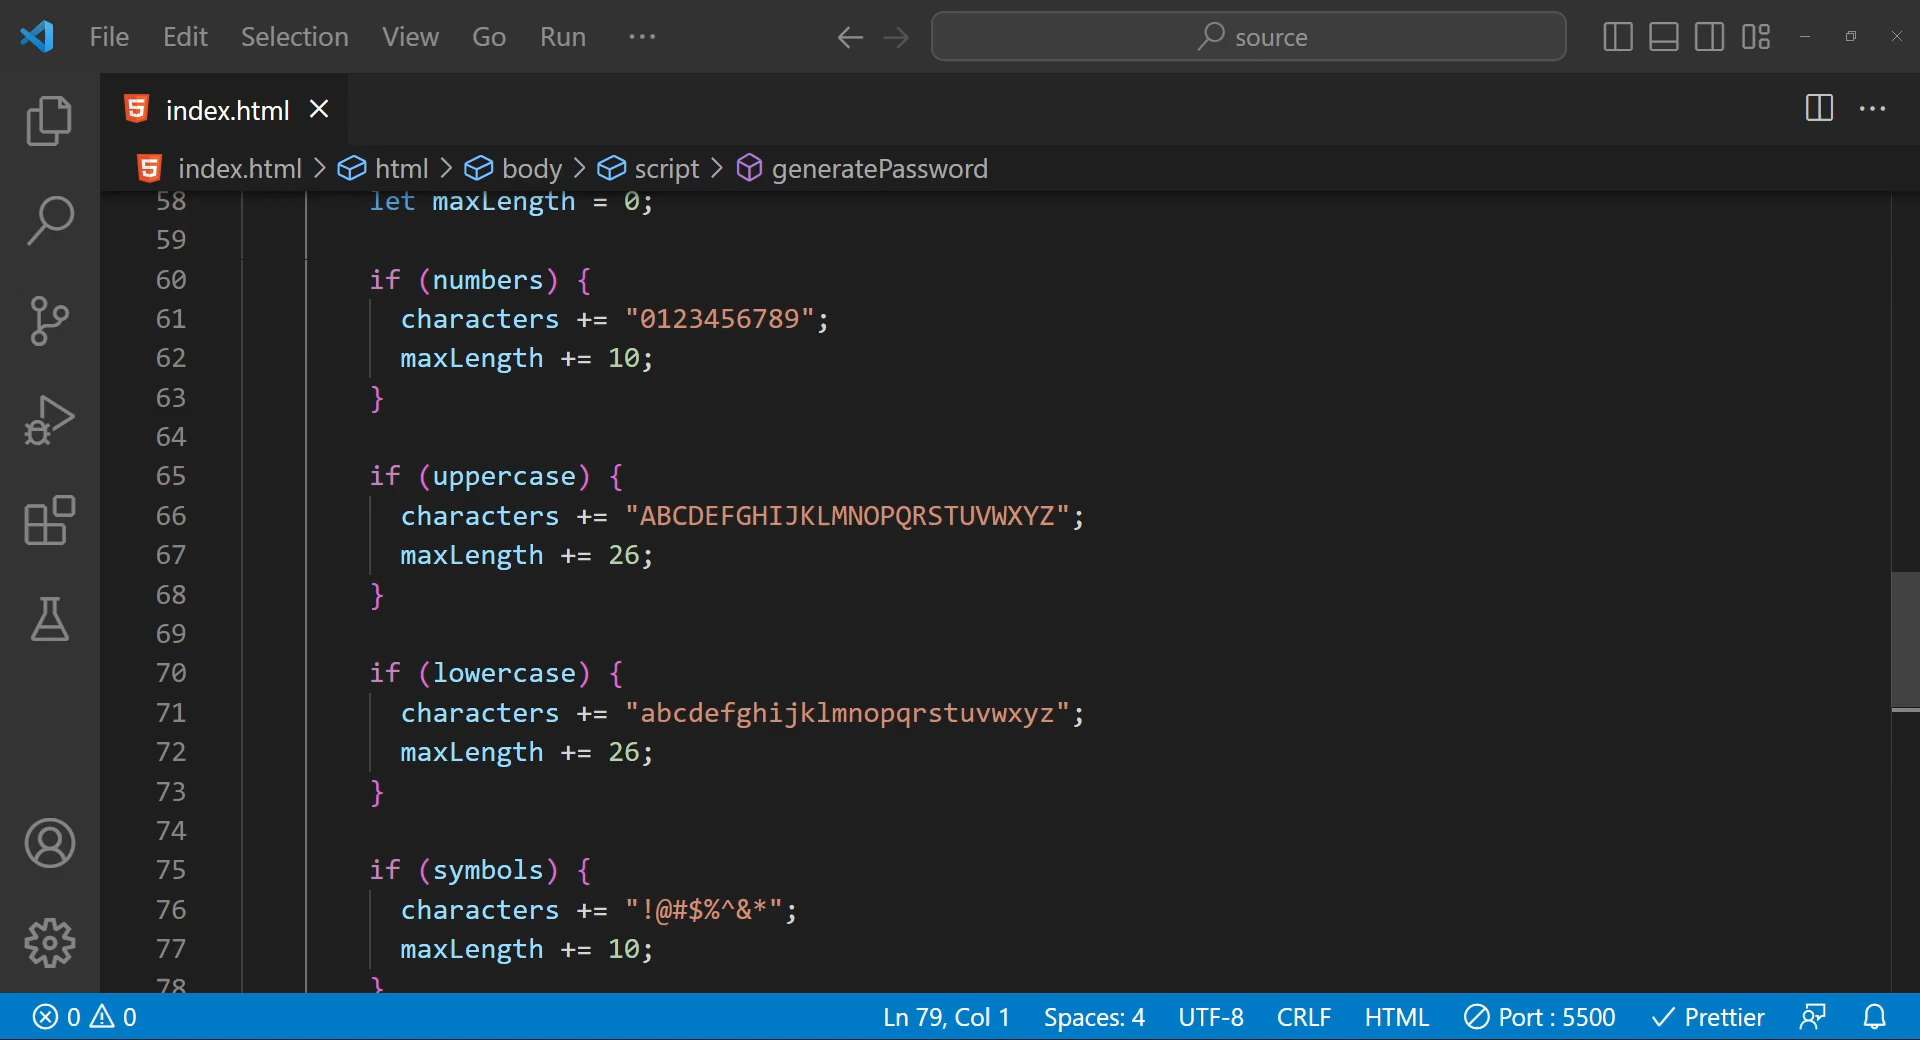 File Edit Selection View Go Run ···
source
index.html
index.html > html > body > script > generatePassword
58 let maxLength = 0;
59
60 if (numbers) {
61 characters += "0123456789";
62 maxLength += 10;
63 }
64
65 if (uppercase) {
66 characters += "ABCDEFGHIJKLMNOPQRSTUVWXYZ";
67 maxLength += 26;
68 }
69
70 if (lowercase) {
71 characters += "abcdefghijklmnopqrstuvwxyz";
72 maxLength += 26;
73 }
74
75 if (symbols) {
76 characters += "!@#$%^&*";
77 maxLength += 10;
78 }
0 0 Ln 79, Col 1 Spaces: 4 UTF-8 CRLF HTML Port : 5500 Prettier